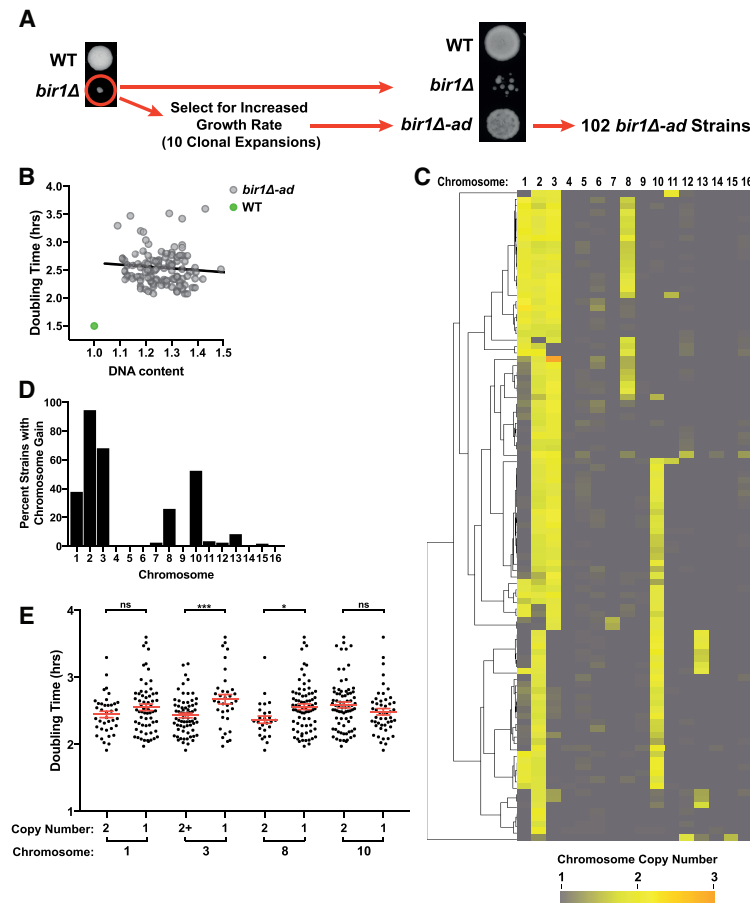 A
WT
bir1Δ
Select for Increased
Growth Rate
(10 Clonal Expansions)
WT
bir1Δ
bir1Δ-ad
102 bir1Δ-ad Strains
B
4.0
3.5
3.0
2.5
2.0
1.5
Doubling Time (hrs)
1.0 1.1 1.2 1.3 1.4 1.5
DNA content
bir1Δ-ad
WT
C
Chromosome: 1 2 3 4 5 6 7 8 9 10 11 12 13 14 15 16
D
100
80
60
40
20
0
Percent Strains with
Chromosome Gain
1 2 3 4 5 6 7 8 9 10 11 12 13 14 15 16
Chromosome
E
4
3
2
1
Doubling Time (hrs)
ns *** * ns
Copy Number: 2 1 2+ 1 2 1 2 1
Chromosome: 1 3 8 10
Chromosome Copy Number
1 2 3